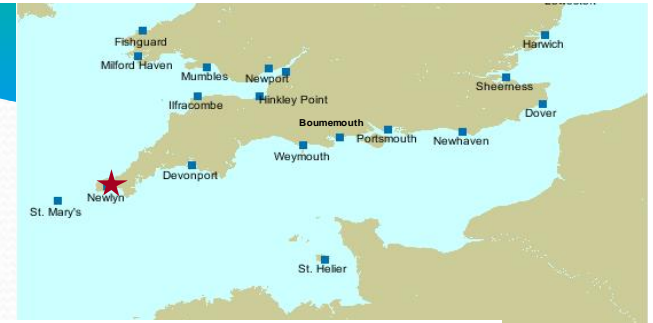 Fishguard
Harwich
Milford Haven
Mumbles
Newport
Sheerness
Ilfracombe
Hinkley Point
Dover
Bournemouth
Portsmouth
Newhaven
Weymouth
Devonport
Newlyn
St. Mary's
St. Helier